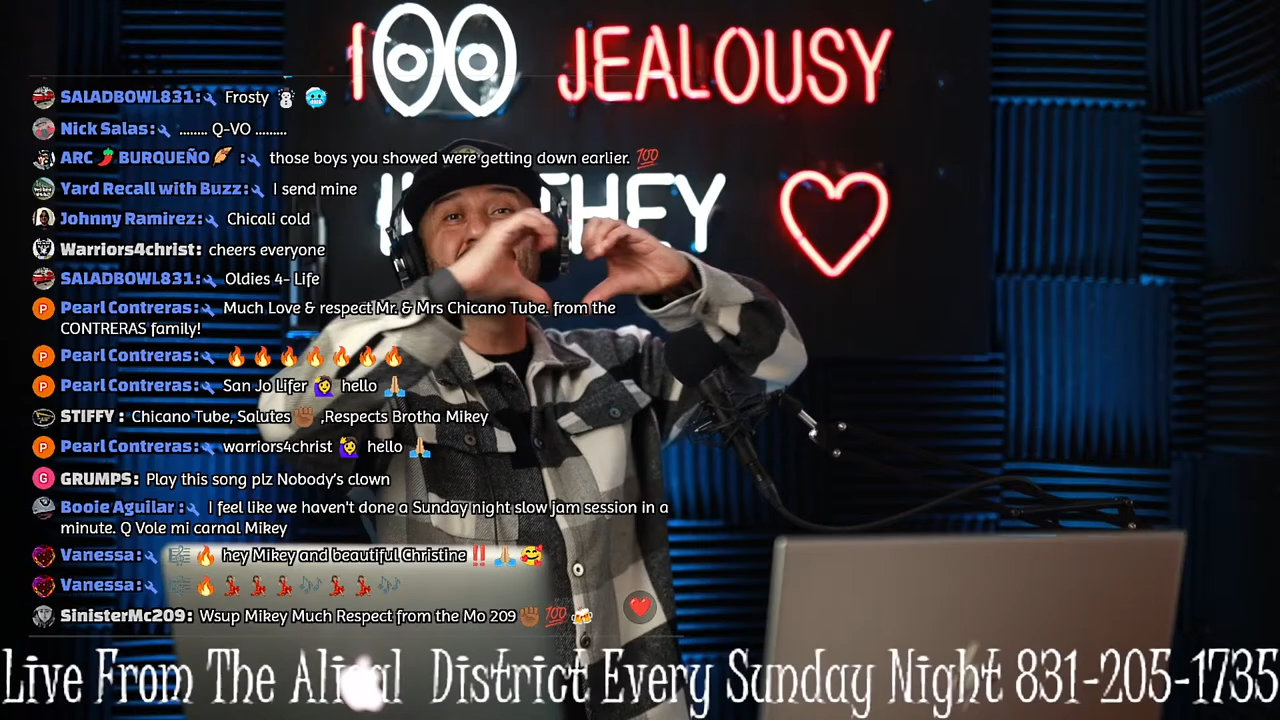 I 👀 JEALOUSY
THEY
SALADBOWL831: Frosty ⛄ 🥶
Nick Salas: ........ Q-VO .........
ARC 🌶️ BURQUEÑO 🪶 : those boys you showed were getting down earlier. 💯
Yard Recall with Buzz: I send mine
Johnny Ramirez: Chicali cold
Warriors4christ: cheers everyone
SALADBOWL831: Oldies 4- Life
P Pearl Contreras: Much Love & respect Mr. & Mrs Chicano Tube. from the
CONTRERAS family!
P Pearl Contreras: 🔥 🔥 🔥 🔥 🔥 🔥 🔥
P Pearl Contreras: San Jo Lifer 🙋‍♀️ hello 🙏🏼
STIFFY : Chicano Tube, Salutes ✊🏾 ,Respects Brotha Mikey
P Pearl Contreras: warriors4christ 🙋‍♀️ hello 🙏🏼
G GRUMPS: Play this song plz Nobody's clown
Booie Aguilar : I feel like we haven't done a Sunday night slow jam session in a
minute. Q Vole mi carnal Mikey
Vanessa: 🎼 🔥 hey Mikey and beautiful Christine ‼️ 🙏🏼 🥰
Vanessa: 🎼 🔥 💃 💃 💃 🎶 💃 💃 🎶
SinisterMc209: Wsup Mikey Much Respect from the Mo 209 ✊🏾 💯 🍻
Live From The District Every Sunday Night 831-205-1735